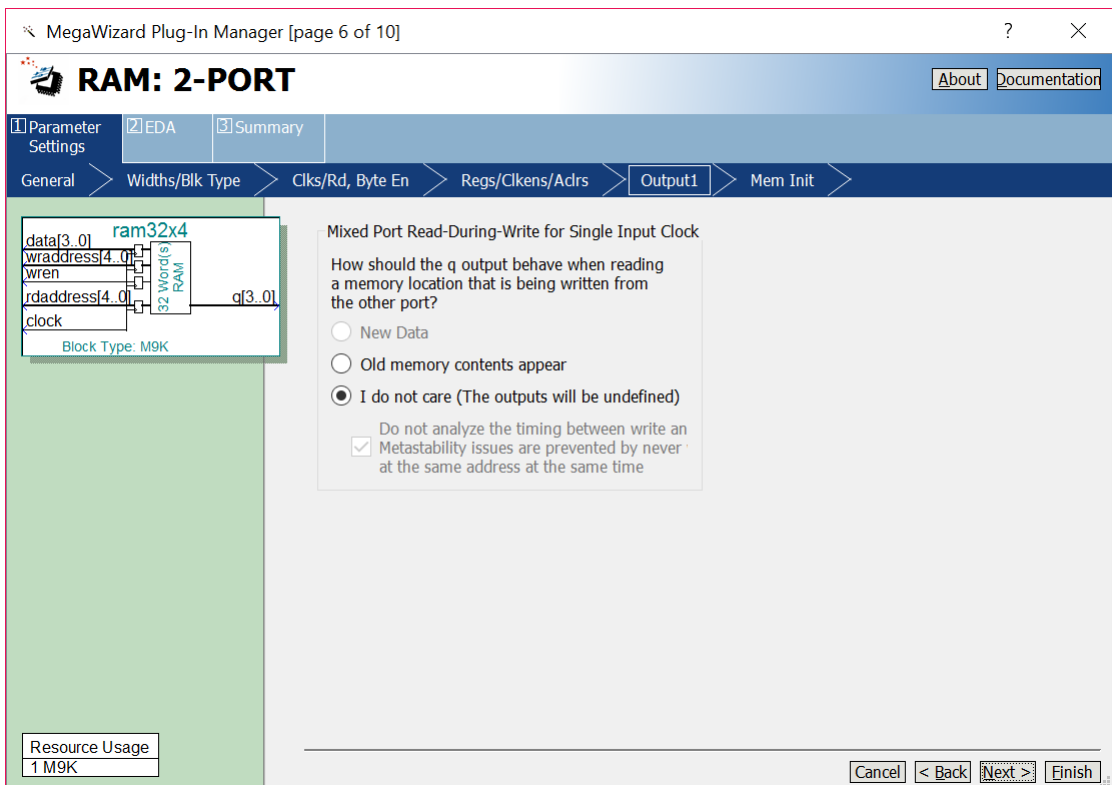 MegaWizard Plug-In Manager [page 6 of 10]
?
RAM: 2-PORT
About
Documentation
1 Parameter
Settings
2 EDA
3 Summary
General
Widths/Blk Type
Clks/Rd, Byte En
Regs/Clkens/Aclrs
Output1
Mem Init
ram32x4
data[3..0]
wraddress[4..0]
wren
rdaddress[4..0]
clock
32 Word(s)
RAM
q[3..0]
Block Type: M9K
Mixed Port Read-During-Write for Single Input Clock
How should the q output behave when reading
a memory location that is being written from
the other port?
New Data
Old memory contents appear
I do not care (The outputs will be undefined)
Do not analyze the timing between write an
Metastability issues are prevented by never
at the same address at the same time
Resource Usage
1 M9K
Cancel
< Back
Next >
Finish